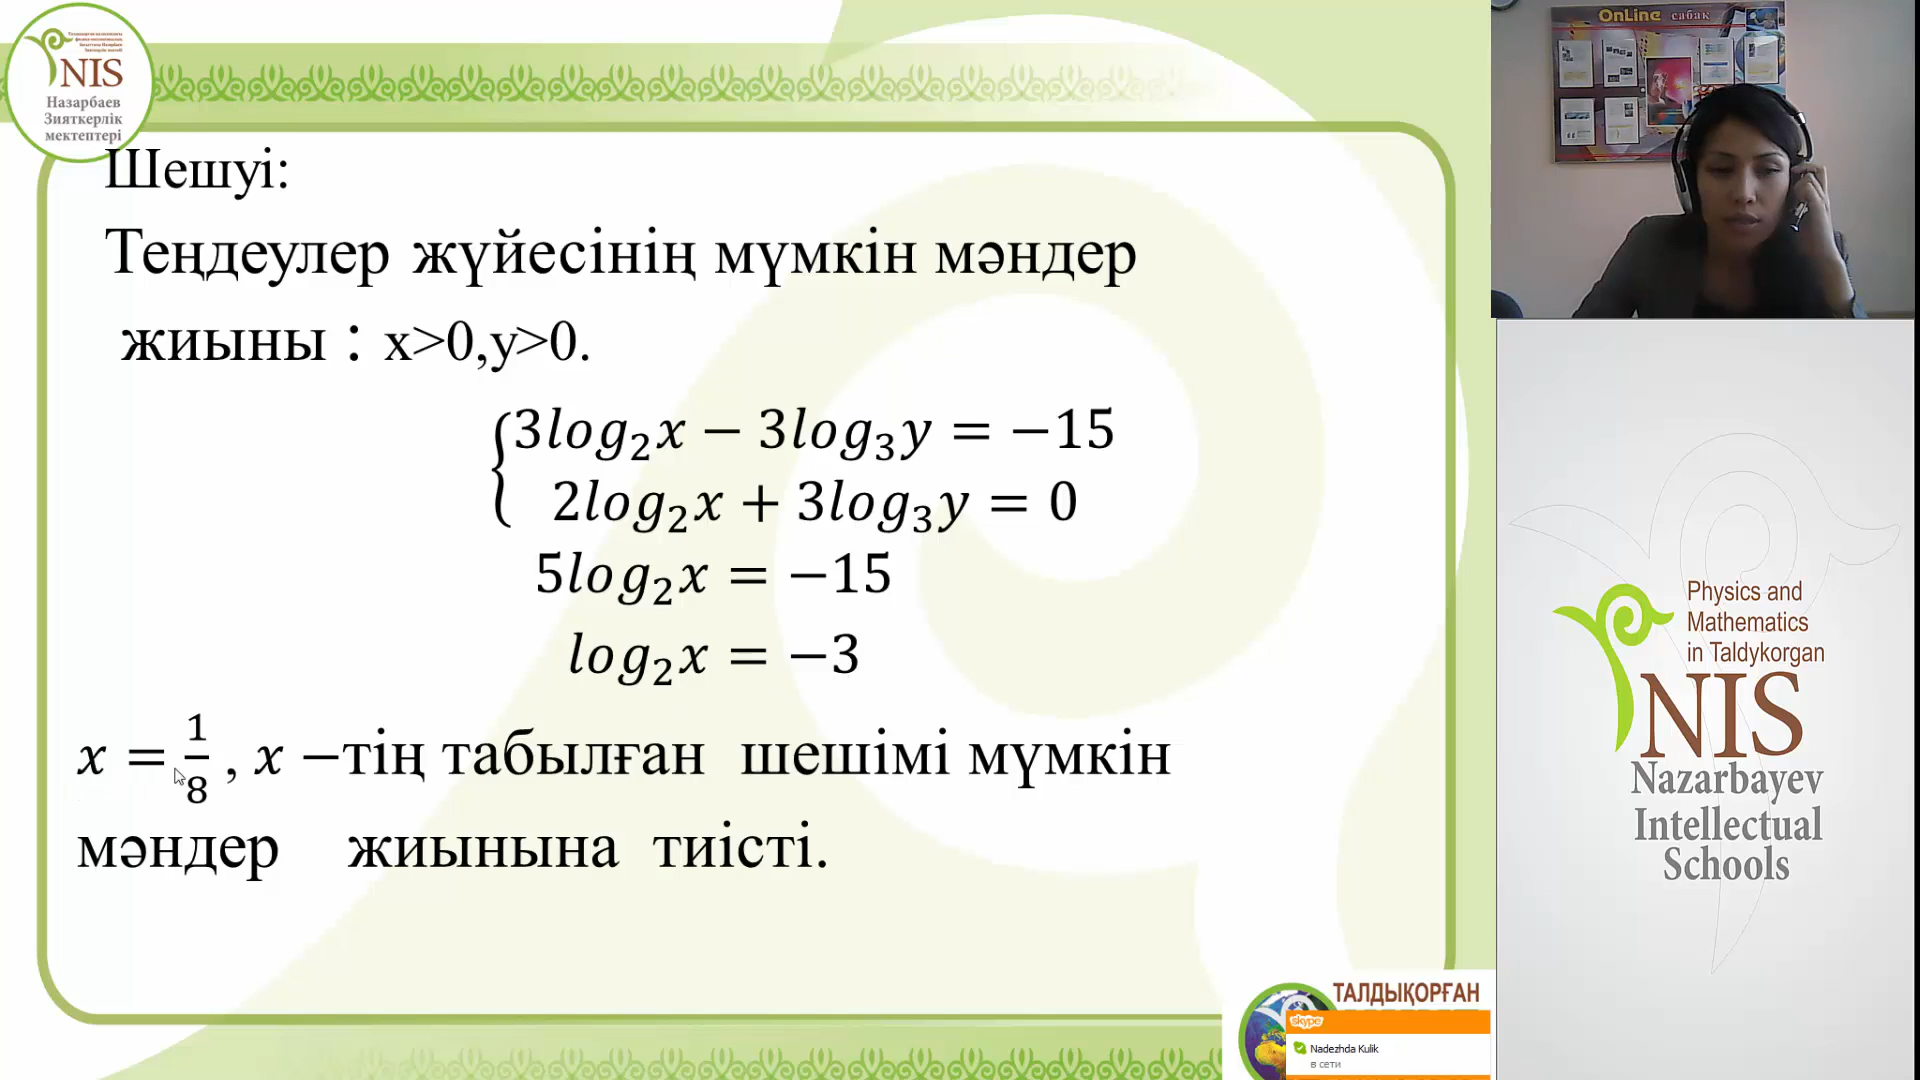 NIS
Назарбаев
Зияткерлік
мектептері
Шешуі:
Теңдеулер жүйесінің мүмкін мәндер
жиыны : x>0,y>0.
{3log₂x − 3log₃y = −15
2log₂x + 3log₃y = 0
5log₂x = −15
log₂x = −3
x = 1/8 , x −тің табылған шешімі мүмкін
мәндер жиынына тиісті.
OnLine сабақ
Physics and
Mathematics
in Taldykorgan
NIS
Nazarbayev
Intellectual
Schools
ТАЛДЫҚОРҒАН
skype
Nadezhda Kulik
в сети